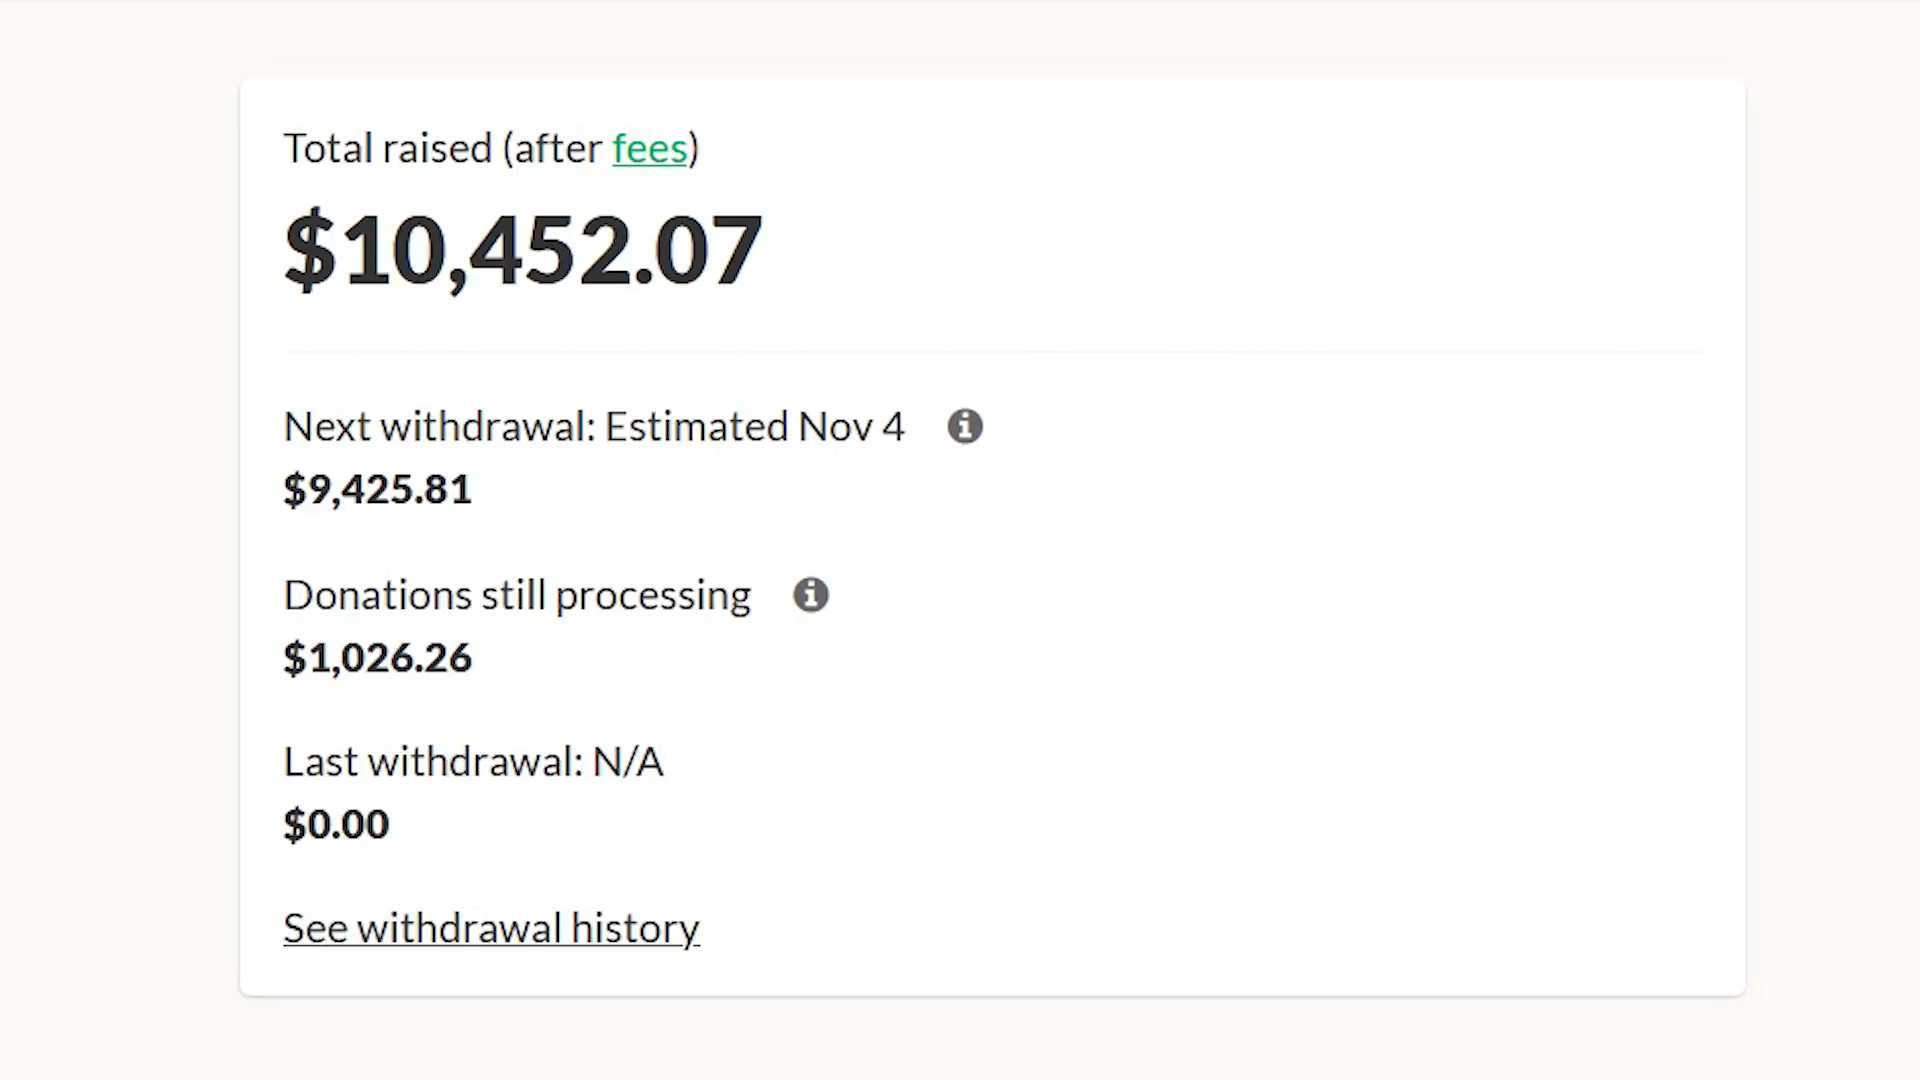 Total raised (after fees)
$10,452.07
Next withdrawal: Estimated Nov 4
$9,425.81
Donations still processing
$1,026.26
Last withdrawal: N/A
$0.00
See withdrawal history